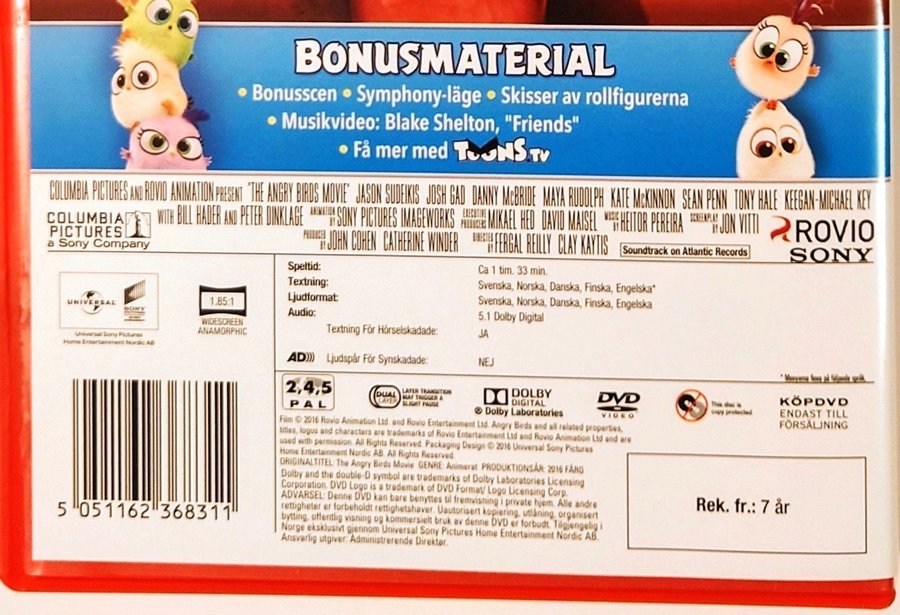 BONUSMATERIAL
• Bonusscen • Symphony-läge • Skisser av rollfigurerna
• Musikvideo: Blake Shelton, "Friends"
• Få mer med TOONS.TV
COLUMBIA PICTURES AND ROVIO ANIMATION PRESENT "THE ANGRY BIRDS MOVIE" JASON SUDEIKIS JOSH GAD DANNY McBRIDE MAYA RUDOLPH KATE McKINNON SEAN PENN TONY HALE KEEGAN-MICHAEL KEY
WITH BILL HADER AND PETER DINKLAGE ANIMATION BY SONY PICTURES IMAGEWORKS EXECUTIVE PRODUCERS MIKAEL HED DAVID MAISEL MUSIC BY HEITOR PEREIRA SCREENPLAY BY JON VITTI
PRODUCED BY JOHN COHEN CATHERINE WINDER DIRECTED BY FERGAL REILLY CLAY KAYTIS Soundtrack on Atlantic Records
COLUMBIA
PICTURES
a Sony Company
ROVIO
SONY
UNIVERSAL
SONY
PICTURES
Universal Sony Pictures
Home Entertainment Nordic AB
1.85:1
WIDESCREEN
ANAMORPHIC
Speltid: Ca 1 tim. 33 min.
Textning: Svenska, Norska, Danska, Finska, Engelska*
Ljudformat: Svenska, Norska, Danska, Finska, Engelska
Audio: 5.1 Dolby Digital
Textning För Hörselskadade: JA
AD))) Ljudspår För Synskadade: NEJ
* Menyerna finns på följande språk.
2,4,5
PAL
DUAL LAYER
LAYER TRANSITION
MAY TRIGGER A
SLIGHT PAUSE
DOLBY
DIGITAL
® Dolby Laboratories
DVD
VIDEO
This disc is
copy protected
KÖPDVD
ENDAST TILL
FÖRSÄLJNING
Film © 2016 Rovio Animation Ltd. and Rovio Entertainment Ltd. Angry Birds and all related properties,
titles, logos and characters are trademarks of Rovio Entertainment Ltd and Rovio Animation Ltd and are
used with permission. All Rights Reserved. Packaging Design © 2016 Universal Sony Pictures
Home Entertainment Nordic AB. All Rights Reserved.
ORIGINALTITEL: The Angry Birds Movie GENRE: Animerat PRODUKTIONSÅR: 2016 FÄRG
Dolby and the double-D symbol are trademarks of Dolby Laboratories Licensing
Corporation. DVD Logo is a trademark of DVD Format/ Logo Licensing Corp.
ADVARSEL: Denne DVD kan bare benyttes til fremvisning i private hjem. Alle andre
rettigheter er forbeholdt rettighetshaver. Uautorisert kopiering, utlåning, organisert
bytting, offentlig visning og kommersielt bruk av denne DVD er forbudt. Tilgjengelig i
Norge eksklusivt gjennom Universal Sony Pictures Home Entertainment Nordic AB.
Ansvarlig utgiver: Administrerende Direktør.
5 051162 368311
Rek. fr.: 7 år